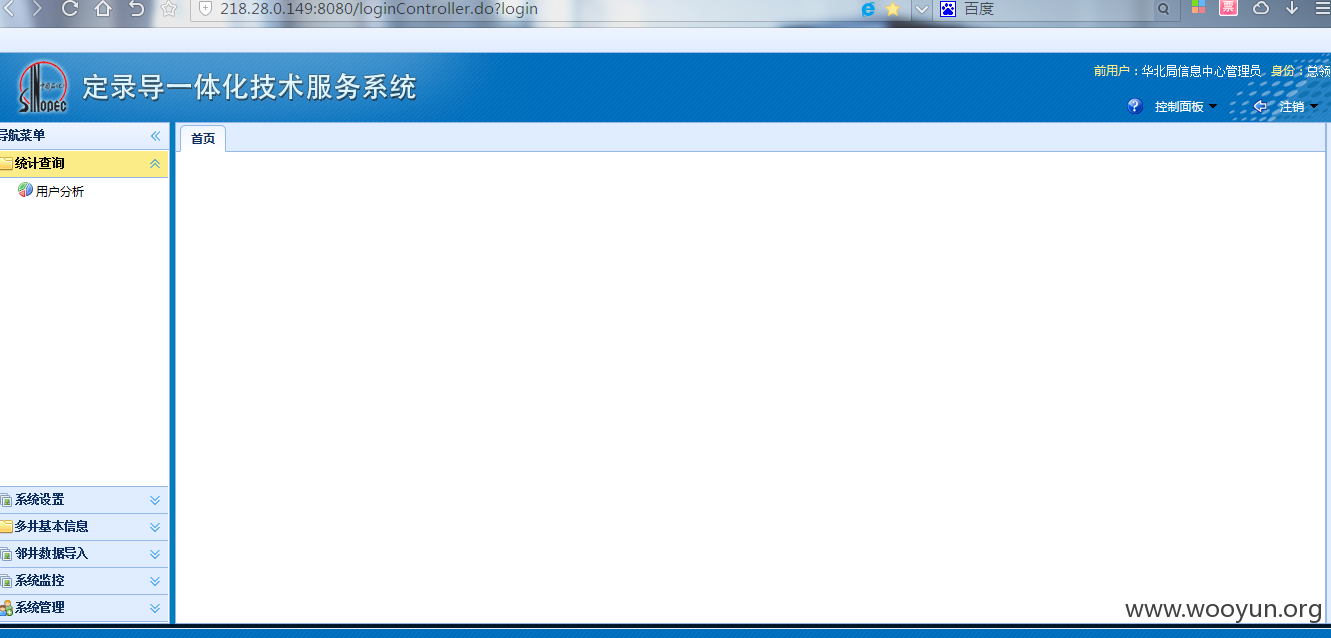 218.28.0.149:8080/loginController.do?login
百度
票
SINOPEC
定录导一体化技术服务系统
前用户：华北局信息中心管理员 身份：总领
控制面板 注销
导航菜单
首页
统计查询
用户分析
系统设置
多井基本信息
邻井数据导入
系统监控
系统管理
www.wooyun.org